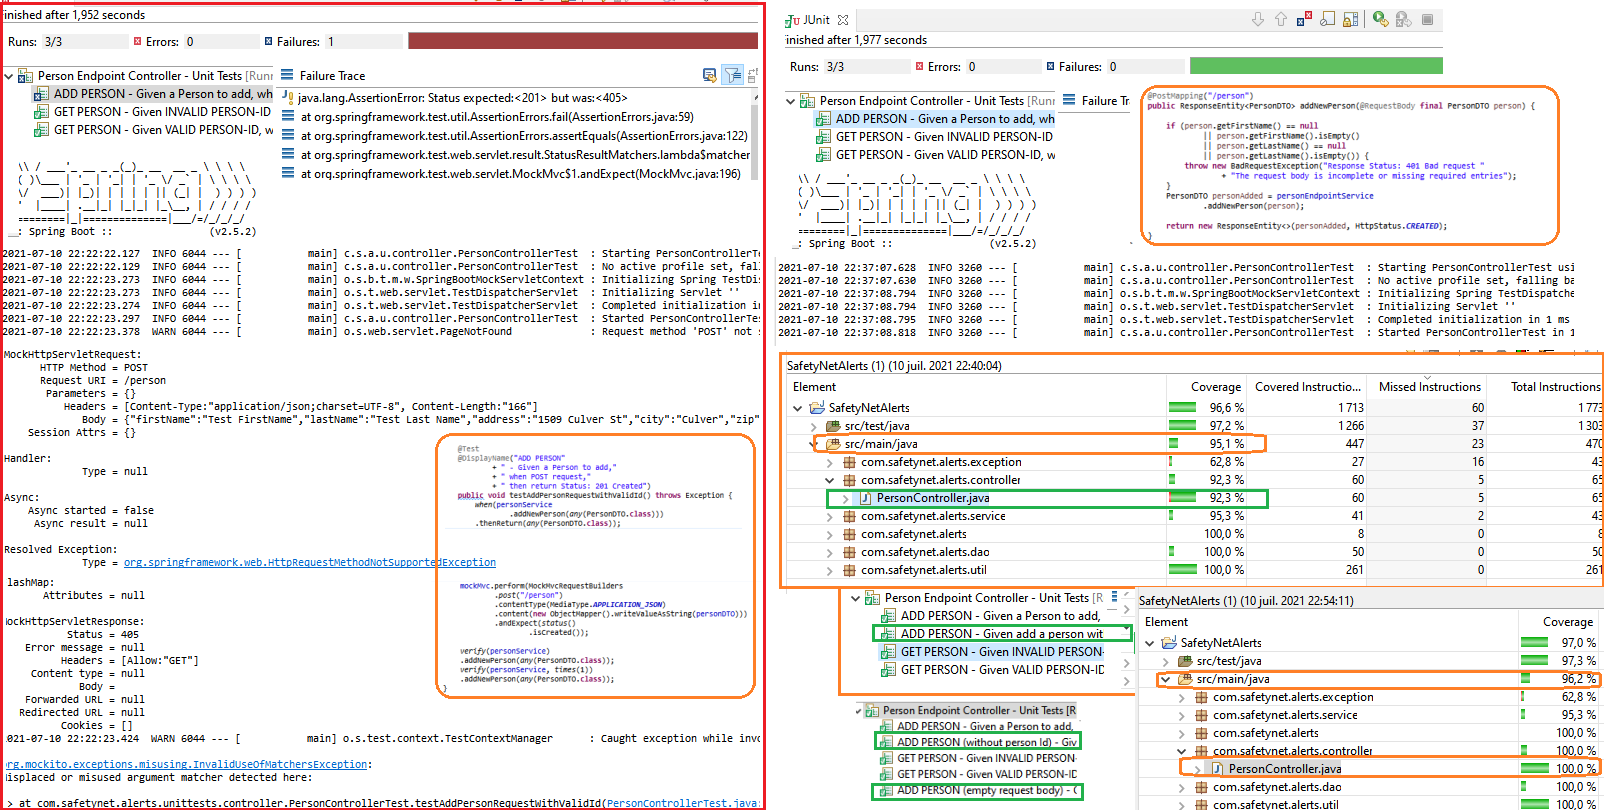 Finished after 1,952 seconds
Runs: 3/3 Errors: 0 Failures: 1
Person Endpoint Controller - Unit Tests [Runr
ADD PERSON - Given a Person to add, wh
GET PERSON - Given INVALID PERSON-ID
GET PERSON - Given VALID PERSON-ID, w
Failure Trace
java.lang.AssertionError: Status expected:<201> but was:<405>
at org.springframework.test.util.AssertionErrors.fail(AssertionErrors.java:59)
at org.springframework.test.util.AssertionErrors.assertEquals(AssertionErrors.java:122)
at org.springframework.test.web.servlet.result.StatusResultMatchers.lambda$matcher
at org.springframework.test.web.servlet.MockMvc$1.andExpect(MockMvc.java:196)
: Spring Boot :: (v2.5.2)
2021-07-10 22:22:22.127 INFO 6044 --- [ main] c.s.a.u.controller.PersonControllerTest : Starting PersonControllerTe
2021-07-10 22:22:22.129 INFO 6044 --- [ main] c.s.a.u.controller.PersonControllerTest : No active profile set, fal
2021-07-10 22:22:23.273 INFO 6044 --- [ main] o.s.b.t.m.w.SpringBootMockServletContext : Initializing Spring TestDi
2021-07-10 22:22:23.273 INFO 6044 --- [ main] o.s.t.web.servlet.TestDispatcherServlet : Initializing Servlet ''
2021-07-10 22:22:23.274 INFO 6044 --- [ main] o.s.t.web.servlet.TestDispatcherServlet : Completed initialization in
2021-07-10 22:22:23.297 INFO 6044 --- [ main] c.s.a.u.controller.PersonControllerTest : Started PersonControllerTes
2021-07-10 22:22:23.378 WARN 6044 --- [ main] o.s.web.servlet.PageNotFound : Request method 'POST' not s
MockHttpServletRequest:
HTTP Method = POST
Request URI = /person
Parameters = {}
Headers = [Content-Type:"application/json;charset=UTF-8", Content-Length:"166"]
Body = {"firstName":"Test FirstName","lastName":"Test Last Name","address":"1509 Culver St","city":"Culver","zip"
Session Attrs = {}
Handler:
Type = null
Async:
Async started = false
Async result = null
Resolved Exception:
Type = org.springframework.web.HttpRequestMethodNotSupportedException
lashMap:
Attributes = null
MockHttpServletResponse:
Status = 405
Error message = null
Headers = [Allow:"GET"]
Content type = null
Body =
Forwarded URL = null
Redirected URL = null
Cookies = []
2021-07-10 22:22:23.424 WARN 6044 --- [ main] o.s.test.context.TestContextManager : Caught exception while invo
org.mockito.exceptions.misusing.InvalidUseOfMatchersException:
isplaced or misused argument matcher detected here:
> at com.safetynet.alerts.unittests.controller.PersonControllerTest.testAddPersonRequestWithValidId(PersonControllerTest.java:
@Test
@DisplayName("ADD PERSON"
+ " - Given a Person to add,"
+ " when POST request,"
+ " then return Status: 201 Created")
public void testAddPersonRequestWithValidId() throws Exception {
when(personService
.addNewPerson(any(PersonDTO.class)))
.thenReturn(any(PersonDTO.class));
mockMvc.perform(MockMvcRequestBuilders
.post("/person")
.contentType(MediaType.APPLICATION_JSON)
.content(new ObjectMapper().writeValueAsString(personDTO)))
.andExpect(status()
.isCreated());
verify(personService)
.addNewPerson(any(PersonDTO.class));
verify(personService, times(1))
.addNewPerson(any(PersonDTO.class));
}
JUnit
inished after 1,977 seconds
Runs: 3/3 Errors: 0 Failures: 0
Person Endpoint Controller - Unit Tests [Runr
ADD PERSON - Given a Person to add, wh
GET PERSON - Given INVALID PERSON-ID
GET PERSON - Given VALID PERSON-ID, w
Failure Tr
@PostMapping("/person")
public ResponseEntity<PersonDTO> addNewPerson(@RequestBody final PersonDTO person) {
if (person.getFirstName() == null
|| person.getFirstName().isEmpty()
|| person.getLastName() == null
|| person.getLastName().isEmpty()) {
throw new BadRequestException("Response Status: 401 Bad request "
+ "The request body is incomplete or missing required entries");
}
PersonDTO personAdded = personEndpointService
.addNewPerson(person);
return new ResponseEntity<>(personAdded, HttpStatus.CREATED);
}
: Spring Boot :: (v2.5.2)
2021-07-10 22:37:07.628 INFO 3260 --- [ main] c.s.a.u.controller.PersonControllerTest : Starting PersonControllerTest usi
2021-07-10 22:37:07.630 INFO 3260 --- [ main] c.s.a.u.controller.PersonControllerTest : No active profile set, falling ba
2021-07-10 22:37:08.794 INFO 3260 --- [ main] o.s.b.t.m.w.SpringBootMockServletContext : Initializing Spring TestDispatche
2021-07-10 22:37:08.794 INFO 3260 --- [ main] o.s.t.web.servlet.TestDispatcherServlet : Initializing Servlet ''
2021-07-10 22:37:08.795 INFO 3260 --- [ main] o.s.t.web.servlet.TestDispatcherServlet : Completed initialization in 1 ms
2021-07-10 22:37:08.818 INFO 3260 --- [ main] c.s.a.u.controller.PersonControllerTest : Started PersonControllerTest in 1
SafetyNetAlerts (1) (10 juil. 2021 22:40:04)
Element Coverage Covered Instructio... Missed Instructions Total Instructions
SafetyNetAlerts 96,6 % 1 713 60 1 773
src/test/java 97,2 % 1 266 37 1 303
src/main/java 95,1 % 447 23 470
com.safetynet.alerts.exception 62,8 % 27 16 43
com.safetynet.alerts.controller 92,3 % 60 5 65
PersonController.java 92,3 % 60 5 65
com.safetynet.alerts.service 95,3 % 41 2 43
com.safetynet.alerts 100,0 % 8 0 8
com.safetynet.alerts.dao 100,0 % 50 0 50
com.safetynet.alerts.util 100,0 % 261 0 261
Person Endpoint Controller - Unit Tests [R
ADD PERSON - Given a Person to add,
ADD PERSON - Given add a person wit
GET PERSON - Given INVALID PERSON-
GET PERSON - Given VALID PERSON-ID
Person Endpoint Controller - Unit Tests [R
ADD PERSON - Given a Person to add,
ADD PERSON (without person Id) - Giv
GET PERSON - Given INVALID PERSON-
GET PERSON - Given VALID PERSON-ID
ADD PERSON (empty request body) - G
SafetyNetAlerts (1) (10 juil. 2021 22:54:11)
Element Coverage
SafetyNetAlerts 97,0 %
src/test/java 97,3 %
src/main/java 96,2 %
com.safetynet.alerts.exception 62,8 %
com.safetynet.alerts.service 95,3 %
com.safetynet.alerts 100,0 %
com.safetynet.alerts.controller 100,0 %
PersonController.java 100,0 %
com.safetynet.alerts.dao 100,0 %
com.safetynet.alerts.util 100,0 %